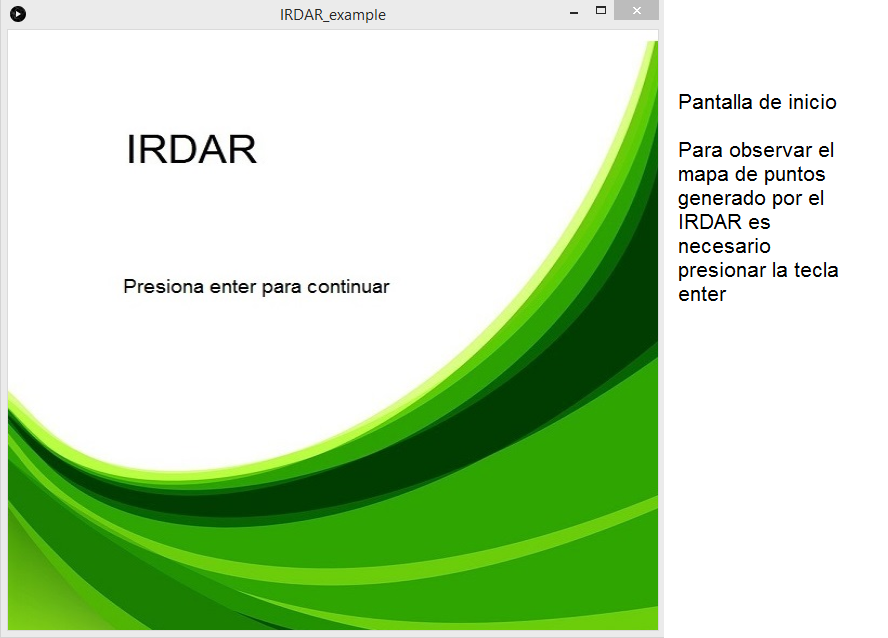 IRDAR_example
IRDAR
Presiona enter para continuar
Pantalla de inicio
Para observar el
mapa de puntos
generado por el
IRDAR es
necesario
presionar la tecla
enter